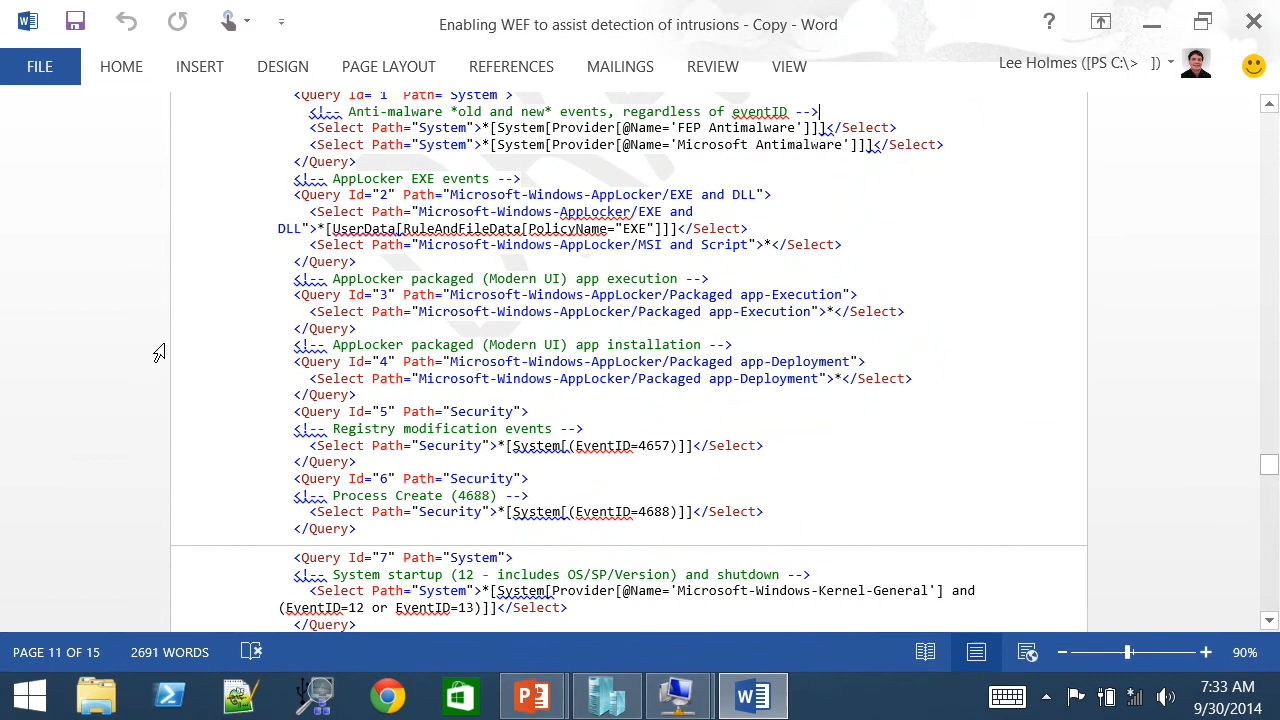 Enabling WEF to assist detection of intrusions - Copy - Word
FILE HOME INSERT DESIGN PAGE LAYOUT REFERENCES MAILINGS REVIEW VIEW Lee Holmes ([PS C:\> ])
<Query Id="1" Path="System">
<!-- Anti-malware *old and new* events, regardless of eventID -->
<Select Path="System">*[System[Provider[@Name='FEP Antimalware']]]</Select>
<Select Path="System">*[System[Provider[@Name='Microsoft Antimalware']]]</Select>
</Query>
<!-- AppLocker EXE events -->
<Query Id="2" Path="Microsoft-Windows-AppLocker/EXE and DLL">
<Select Path="Microsoft-Windows-AppLocker/EXE and
DLL">*[UserData[RuleAndFileData[PolicyName="EXE"]]]</Select>
<Select Path="Microsoft-Windows-AppLocker/MSI and Script">*</Select>
</Query>
<!-- AppLocker packaged (Modern UI) app execution -->
<Query Id="3" Path="Microsoft-Windows-AppLocker/Packaged app-Execution">
<Select Path="Microsoft-Windows-AppLocker/Packaged app-Execution">*</Select>
</Query>
<!-- AppLocker packaged (Modern UI) app installation -->
<Query Id="4" Path="Microsoft-Windows-AppLocker/Packaged app-Deployment">
<Select Path="Microsoft-Windows-AppLocker/Packaged app-Deployment">*</Select>
</Query>
<Query Id="5" Path="Security">
<!-- Registry modification events -->
<Select Path="Security">*[System[(EventID=4657)]]</Select>
</Query>
<Query Id="6" Path="Security">
<!-- Process Create (4688) -->
<Select Path="Security">*[System[(EventID=4688)]]</Select>
</Query>
<Query Id="7" Path="System">
<!-- System startup (12 - includes OS/SP/Version) and shutdown -->
<Select Path="System">*[System[Provider[@Name='Microsoft-Windows-Kernel-General'] and
(EventID=12 or EventID=13)]]</Select>
</Query>
PAGE 11 OF 15 2691 WORDS 90%
7:33 AM
9/30/2014